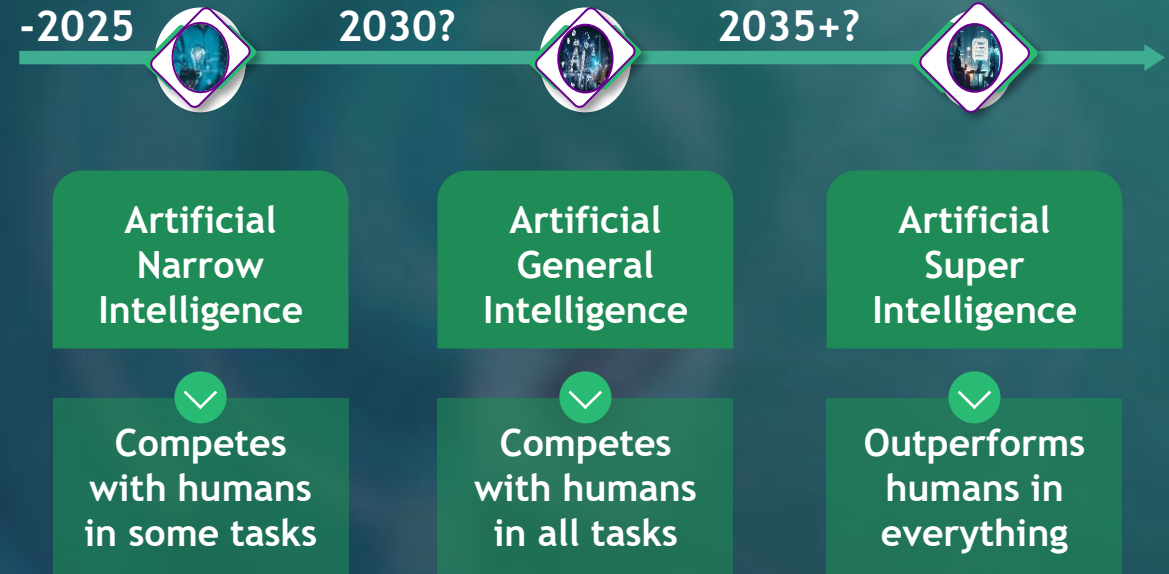 -2025
2030?
2035+?
Artificial
Narrow
Intelligence
Artificial
General
Intelligence
Artificial
Super
Intelligence
Competes
with humans
in some tasks
Competes
with humans
in all tasks
Outperforms
humans in
everything